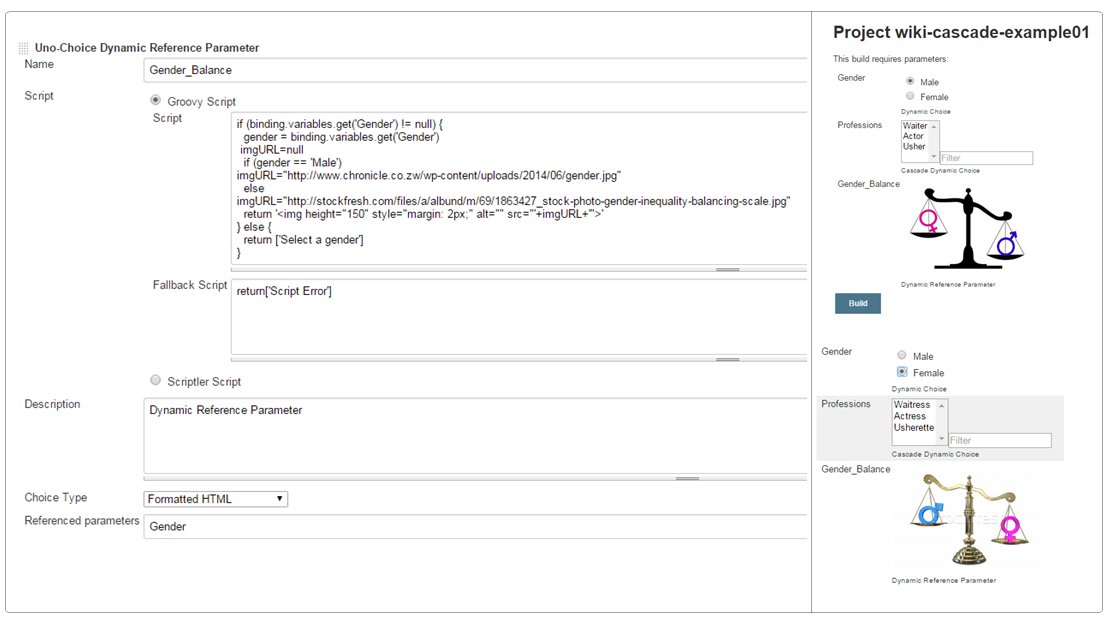 Uno-Choice Dynamic Reference Parameter
Name
Gender_Balance
Script
Groovy Script
Script
if (binding.variables.get('Gender') != null) {
gender = binding.variables.get('Gender')
imgURL=null
if (gender == 'Male')
imgURL="http://www.chronicle.co.zw/wp-content/uploads/2014/06/gender.jpg"
else
imgURL="http://stockfresh.com/files/a/albund/m/69/1863427_stock-photo-gender-inequality-balancing-scale.jpg"
return '<img height="150" style="margin: 2px;" alt="" src="'+imgURL+'">'
} else {
return ['Select a gender']
}
Fallback Script
return['Script Error']
Scriptler Script
Description
Dynamic Reference Parameter
Choice Type
Formatted HTML
Referenced parameters
Gender
Project wiki-cascade-example01
This build requires parameters:
Gender
Male
Female
Dynamic Choice
Professions
Waiter
Actor
Usher
Filter
Cascade Dynamic Choice
Gender_Balance
Dynamic Reference Parameter
Build
Gender
Male
Female
Dynamic Choice
Professions
Waitress
Actress
Usherette
Filter
Cascade Dynamic Choice
Gender_Balance
Dynamic Reference Parameter